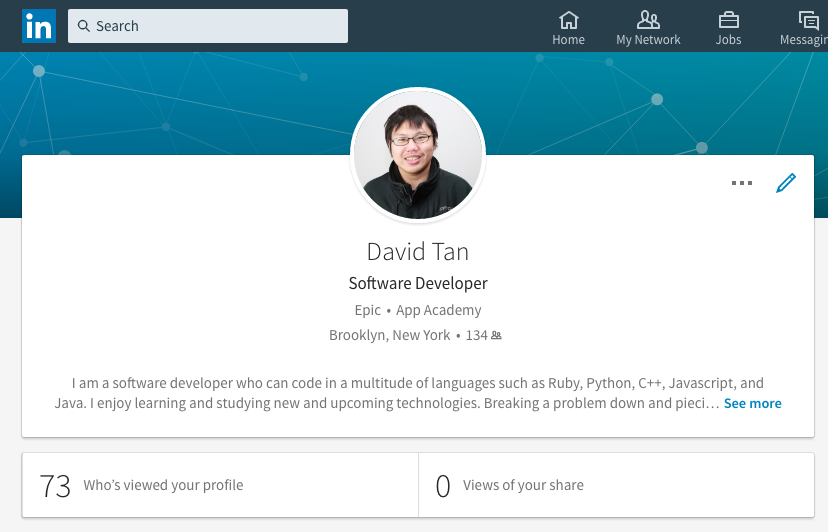 in
Search
Home
My Network
Jobs
Messagin
David Tan
Software Developer
Epic • App Academy
Brooklyn, New York • 134
I am a software developer who can code in a multitude of languages such as Ruby, Python, C++, Javascript, and
Java. I enjoy learning and studying new and upcoming technologies. Breaking a problem down and pieci… See more
73 Who's viewed your profile
0 Views of your share